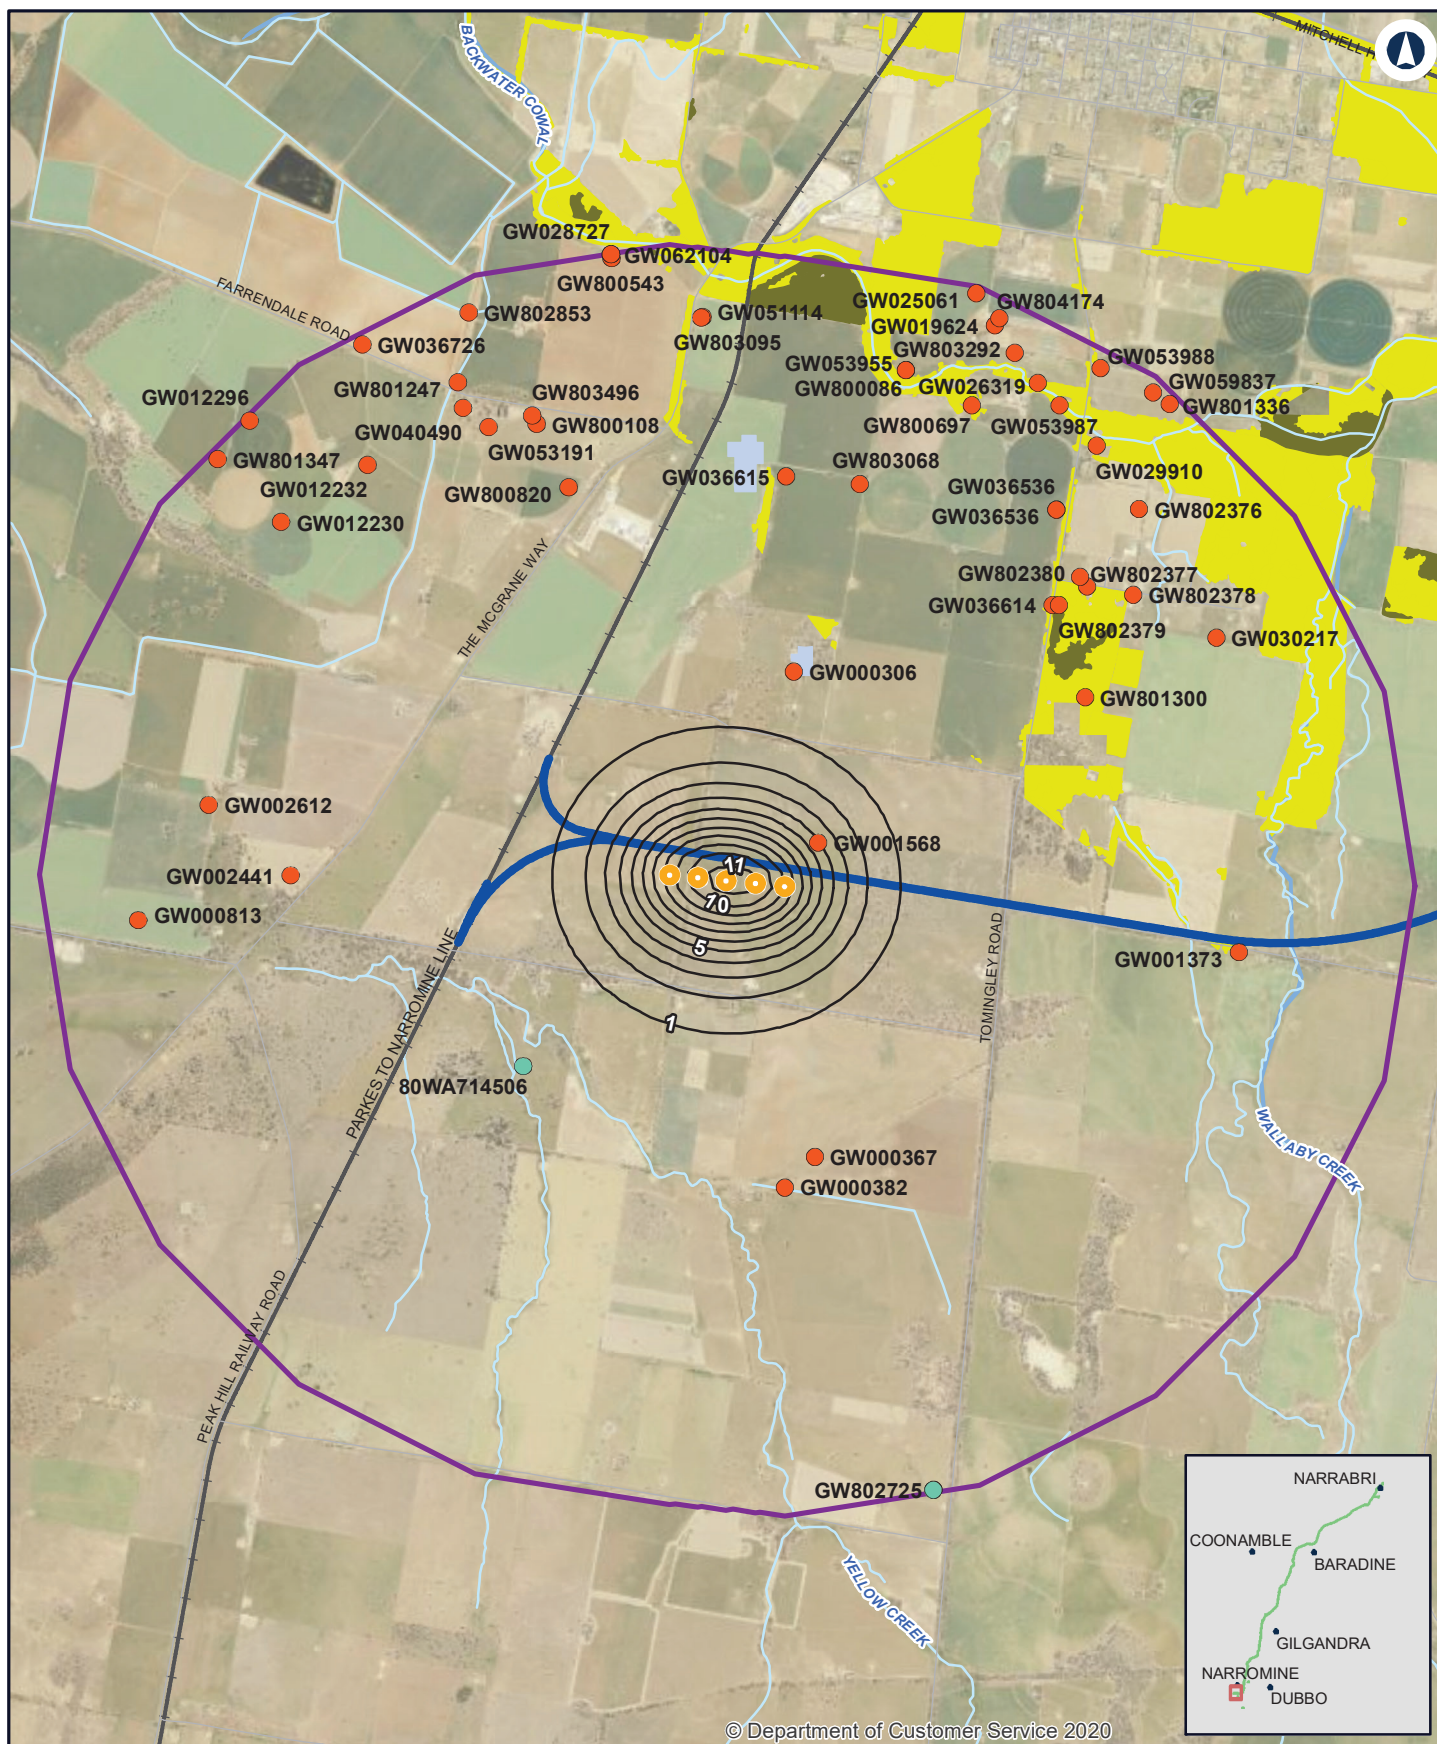 MITCHELL H
BACKWATER COWAL
GW028727
GW062104
GW800543
FARRENDALE ROAD
GW802853
GW025061
GW804174
GW051114
GW019624
GW803095
GW036726
GW803292
GW053955
GW053988
GW801247
GW800086
GW026319
GW059837
GW012296
GW803496
GW801336
GW040490
GW800108
GW800697
GW053987
GW053191
GW801347
GW803068
GW029910
GW012232
GW800820
GW036615
GW036536
GW012230
GW036536
GW802376
THE MCGRANE WAY
GW802380
GW802377
GW802378
GW036614
GW802379
GW030217
GW000306
GW801300
GW002612
GW001568
11
GW002441
10
GW000813
5
GW001373
TOMINGLEY ROAD
PARKES TO NARROMINE LINE
1
80WA714506
WALLABY CREEK
GW000367
GW000382
PEAK HILL RAILWAY ROAD
GW802725
YELLOW CREEK
NARRABRI
COONAMBLE
BARADINE
GILGANDRA
NARROMINE
DUBBO
© Department of Customer Service 2020